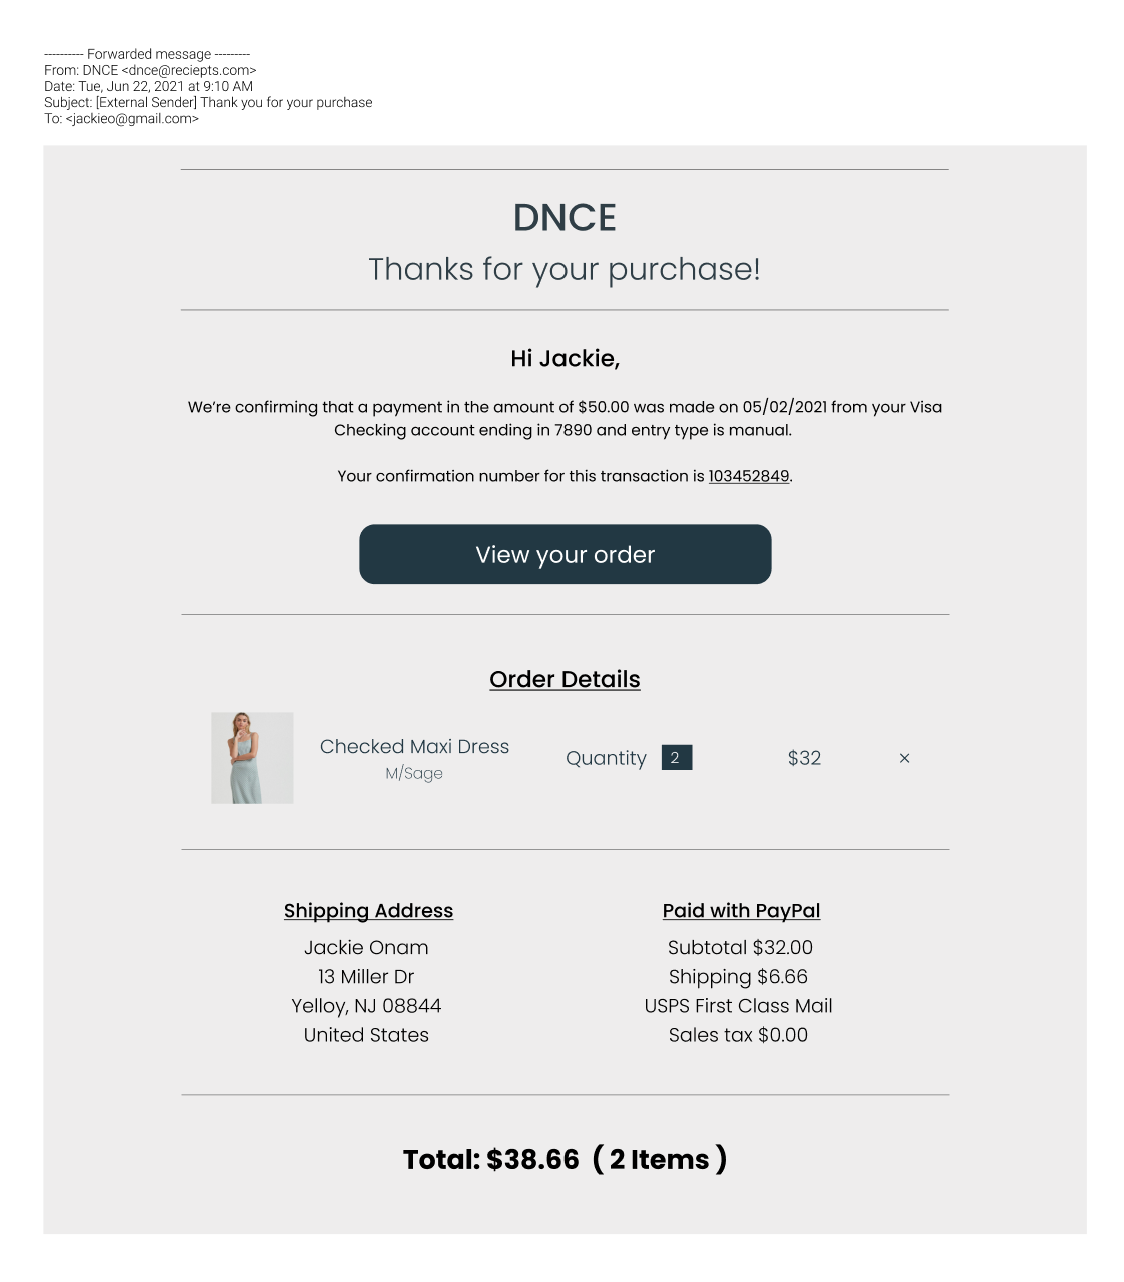 ---------- Forwarded message ---------
From: DNCE <dnce@reciepts.com>
Date: Tue, Jun 22, 2021 at 9:10 AM
Subject: [External Sender] Thank you for your purchase
To: <jackieo@gmail.com>
DNCE
Thanks for your purchase!
Hi Jackie,
We're confirming that a payment in the amount of $50.00 was made on 05/02/2021 from your Visa
Checking account ending in 7890 and entry type is manual.
Your confirmation number for this transaction is 103452849.
View your order
Order Details
Checked Maxi Dress
M/Sage
Quantity 2 $32 ×
Shipping Address
Jackie Onam
13 Miller Dr
Yelloy, NJ 08844
United States
Paid with PayPal
Subtotal $32.00
Shipping $6.66
USPS First Class Mail
Sales tax $0.00
Total: $38.66 ( 2 Items )